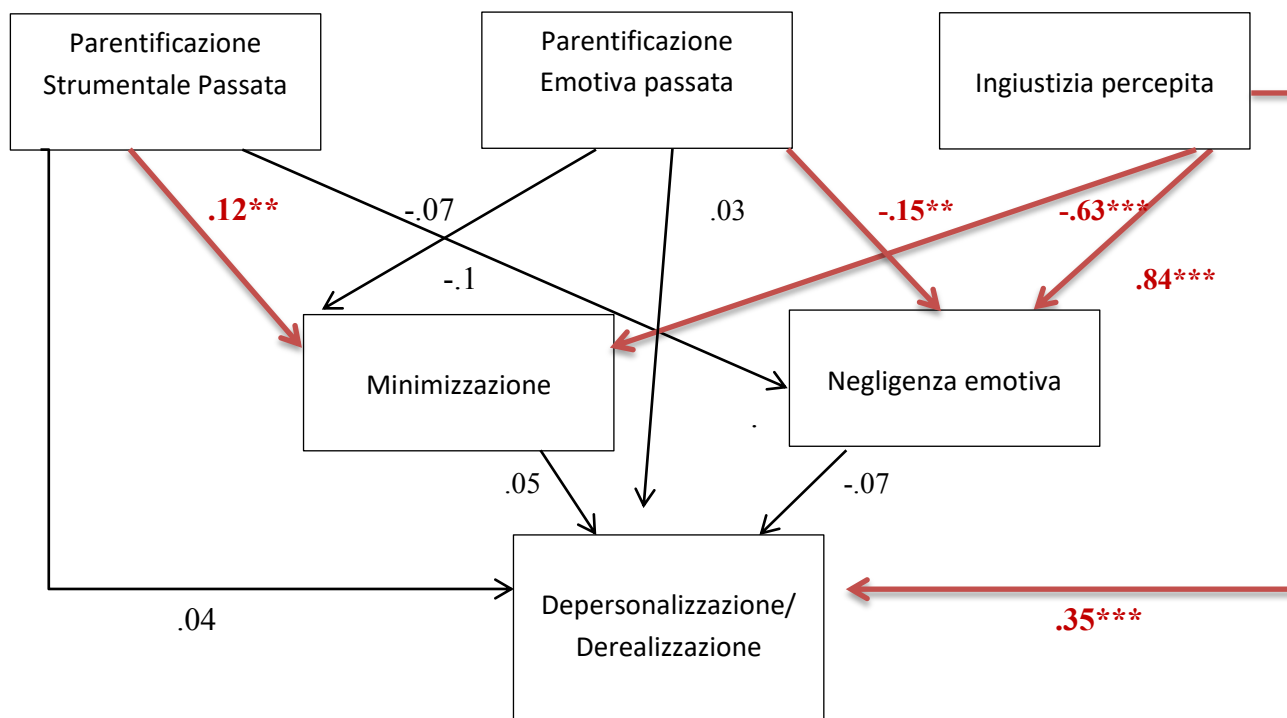 Parentificazione
Strumentale Passata
Parentificazione
Emotiva passata
Ingiustizia percepita
.12**
-.07
.03
-.15**
-.63***
-.1
.84***
Minimizzazione
Negligenza emotiva
.
.05
-.07
Depersonalizzazione/
Derealizzazione
.04
.35***